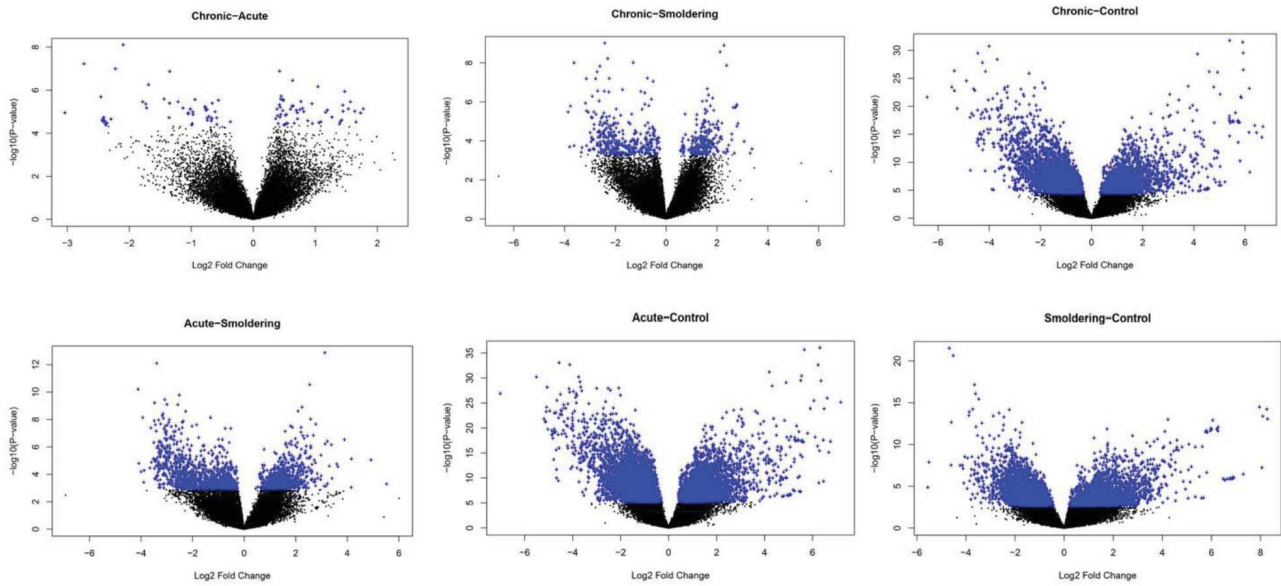 Chronic−Acute
−log10(P−value)
8
6
4
2
0
−3 −2 −1 0 1 2
Log2 Fold Change
Chronic−Smoldering
−log10(P−value)
8
6
4
2
0
−6 −4 −2 0 2 4 6
Log2 Fold Change
Chronic−Control
−log10(P−value)
30
25
20
15
10
5
0
−6 −4 −2 0 2 4 6
Log2 Fold Change
Acute−Smoldering
−log10(P−value)
12
10
8
6
4
2
0
−6 −4 −2 0 2 4 6
Log2 Fold Change
Acute−Control
−log10(P−value)
35
30
25
20
15
10
5
0
−6 −4 −2 0 2 4 6
Log2 Fold Change
Smoldering−Control
−log10(P−value)
20
15
10
5
0
−4 −2 0 2 4 6 8
Log2 Fold Change